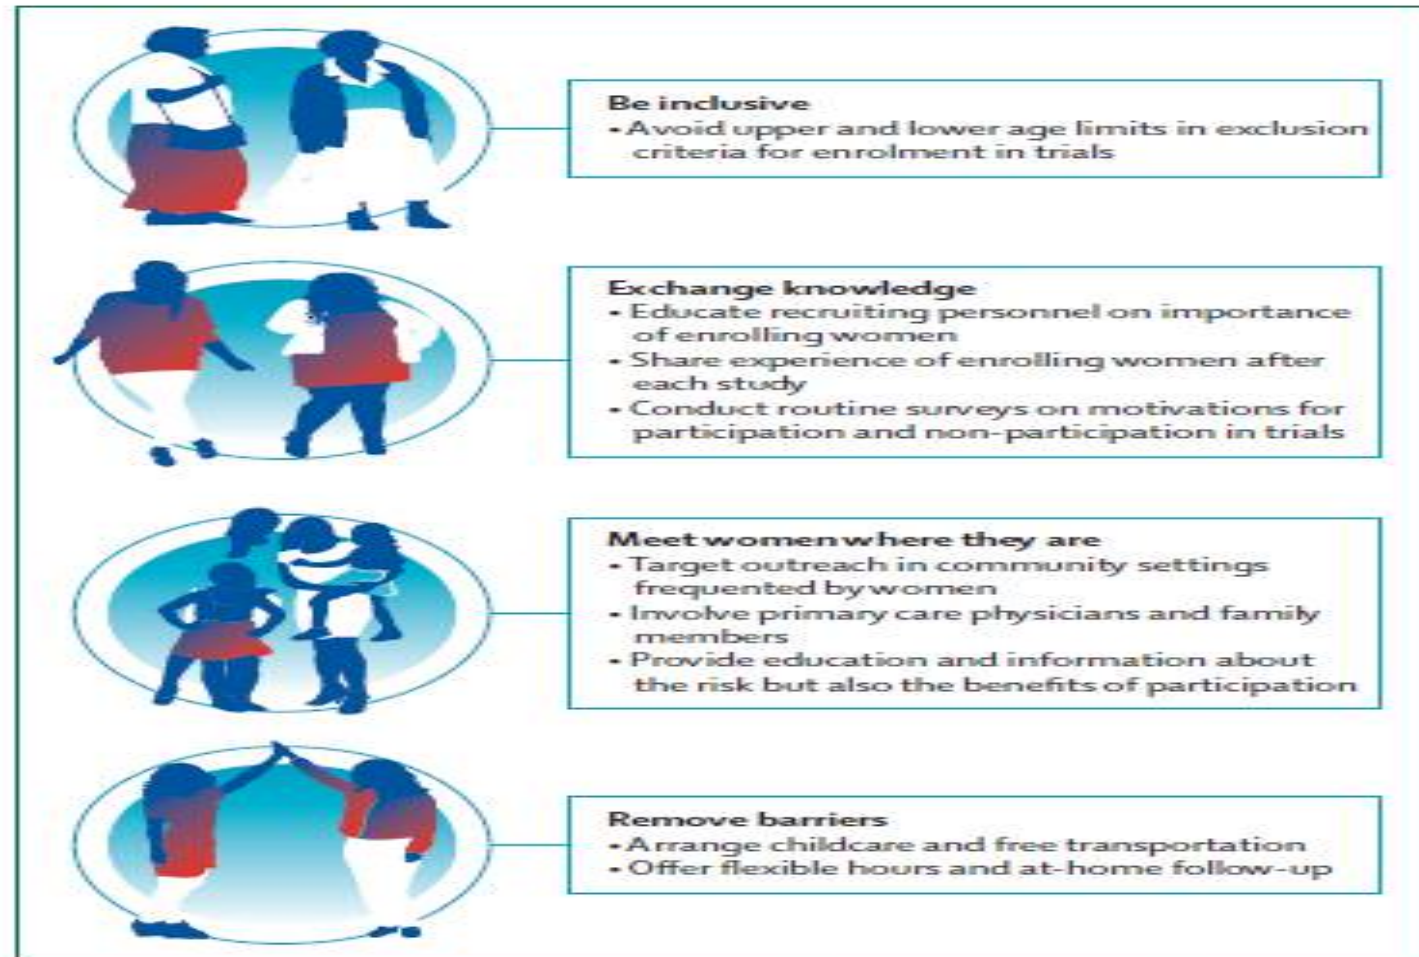 Be inclusive
• Avoid upper and lower age limits in exclusion
criteria for enrolment in trials
Exchange knowledge
• Educate recruiting personnel on importance
of enrolling women
• Share experience of enrolling women after
each study
• Conduct routine surveys on motivations for
participation and non-participation in trials
Meet women where they are
• Target outreach in community settings
frequented by women
• Involve primary care physicians and family
members
• Provide education and information about
the risk but also the benefits of participation
Remove barriers
• Arrange childcare and free transportation
• Offer flexible hours and at-home follow-up